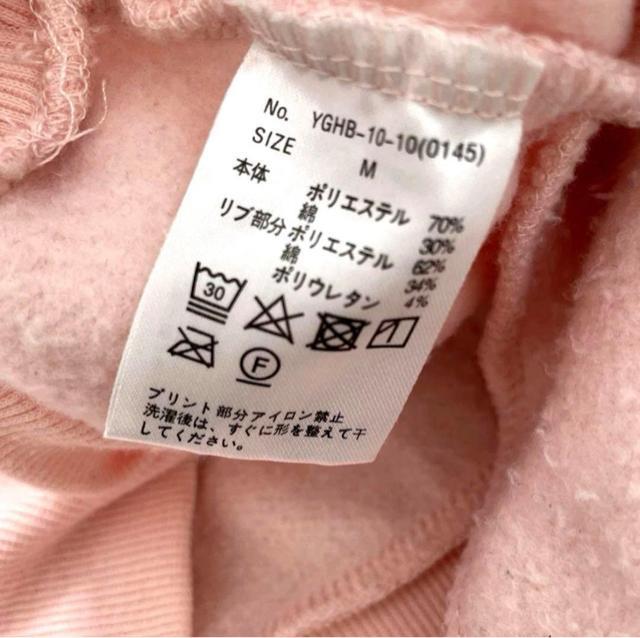 No. YGHB-10-10(0145)
SIZE M
本体 ポリエステル 70%
綿 30%
リブ部分 ポリエステル 62%
綿 34%
ポリウレタン 4%
30
F
プリント部分アイロン禁止
洗濯後は、すぐに形を整えて干
してください。